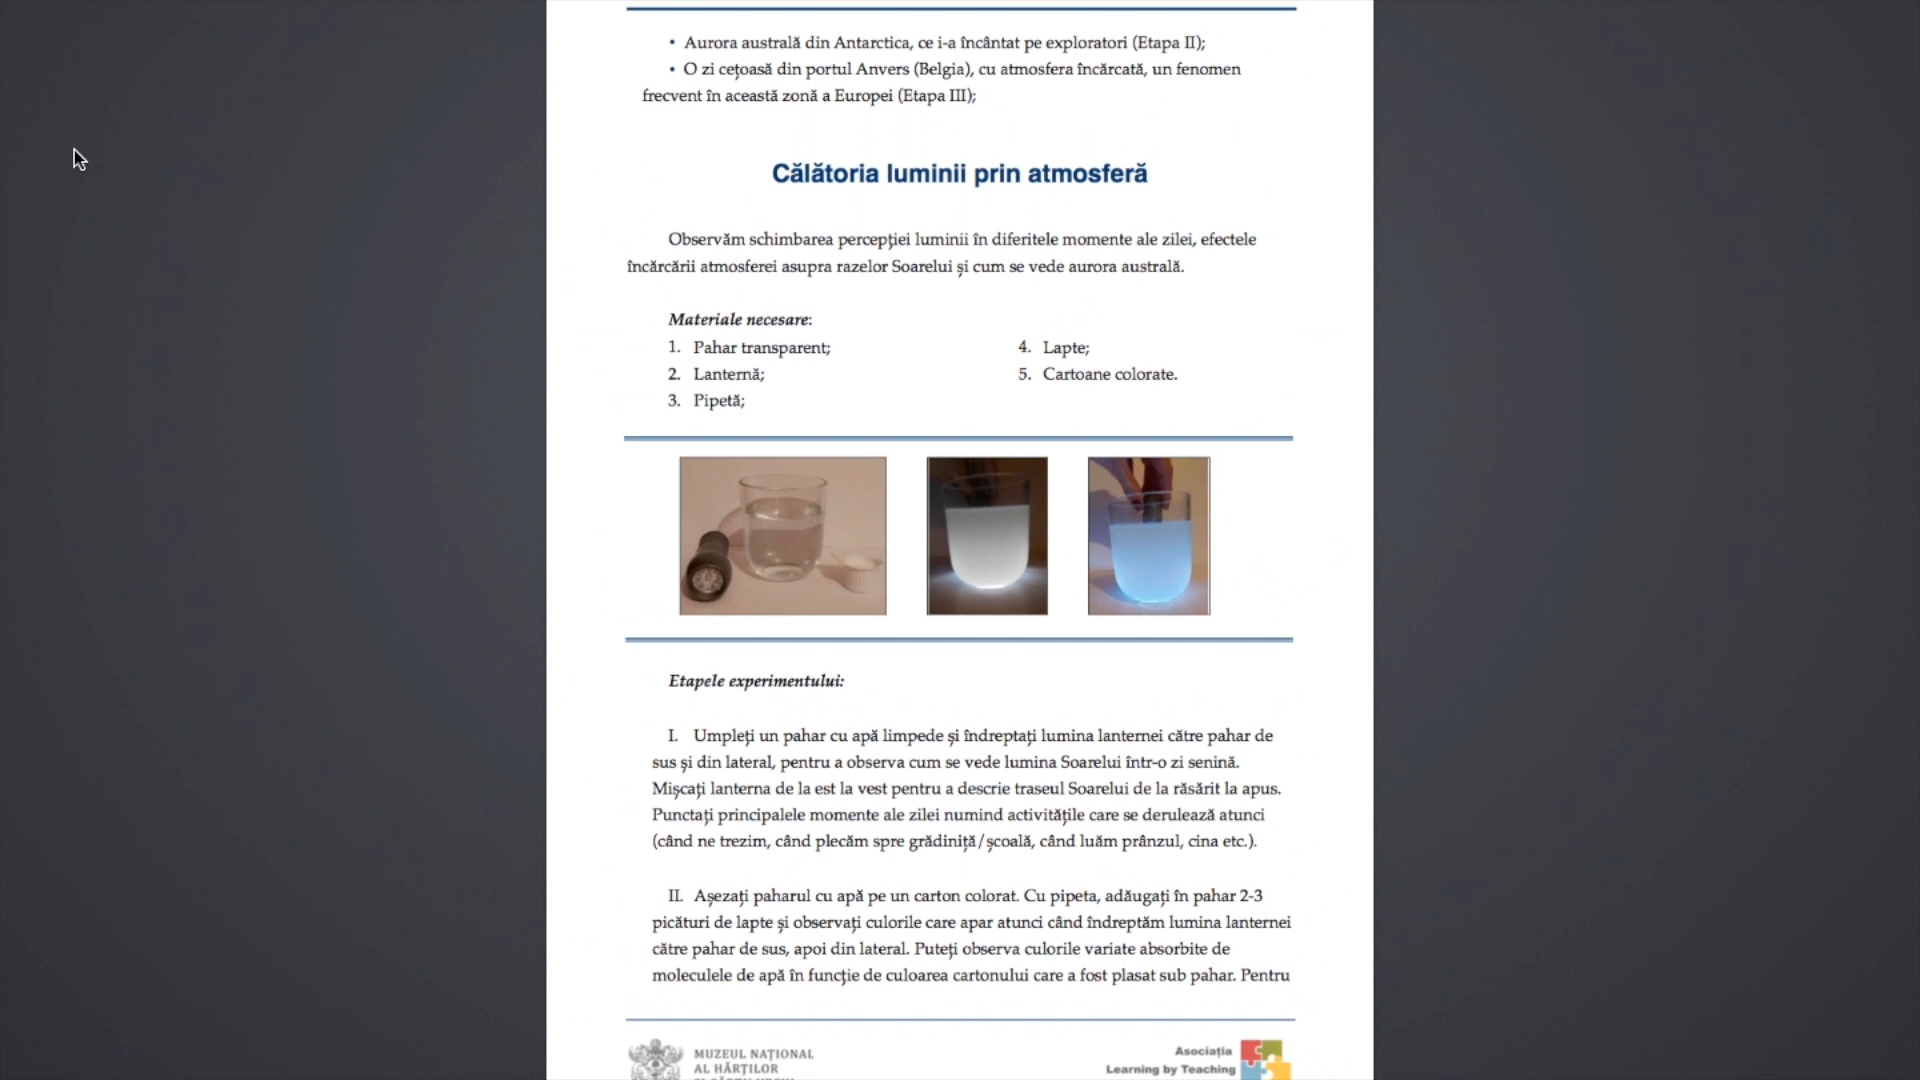 • Aurora australă din Antarctica, ce i-a încântat pe exploratori (Etapa II);
• O zi cețoasă din portul Anvers (Belgia), cu atmosfera încărcată, un fenomen
frecvent în această zonă a Europei (Etapa III);
Călătoria luminii prin atmosferă
Observăm schimbarea percepției luminii în diferitele momente ale zilei, efectele
încărcării atmosferei asupra razelor Soarelui și cum se vede aurora australă.
Materiale necesare:
1. Pahar transparent;
2. Lanternă;
3. Pipetă;
4. Lapte;
5. Cartoane colorate.
Etapele experimentului:
I. Umpleți un pahar cu apă limpede și îndreptați lumina lanternei către pahar de
sus și din lateral, pentru a observa cum se vede lumina Soarelui într-o zi senină.
Mișcați lanterna de la est la vest pentru a descrie traseul Soarelui de la răsărit la apus.
Punctați principalele momente ale zilei numind activitățile care se derulează atunci
(când ne trezim, când plecăm spre grădiniță/școală, când luăm prânzul, cina etc.).
II. Așezați paharul cu apă pe un carton colorat. Cu pipeta, adăugați în pahar 2-3
picături de lapte și observați culorile care apar atunci când îndreptăm lumina lanternei
către pahar de sus, apoi din lateral. Puteți observa culorile variate absorbite de
moleculele de apă în funcție de culoarea cartonului care a fost plasat sub pahar. Pentru
MUZEUL NAȚIONAL
AL HĂRȚILOR
Asociația
Learning by Teaching